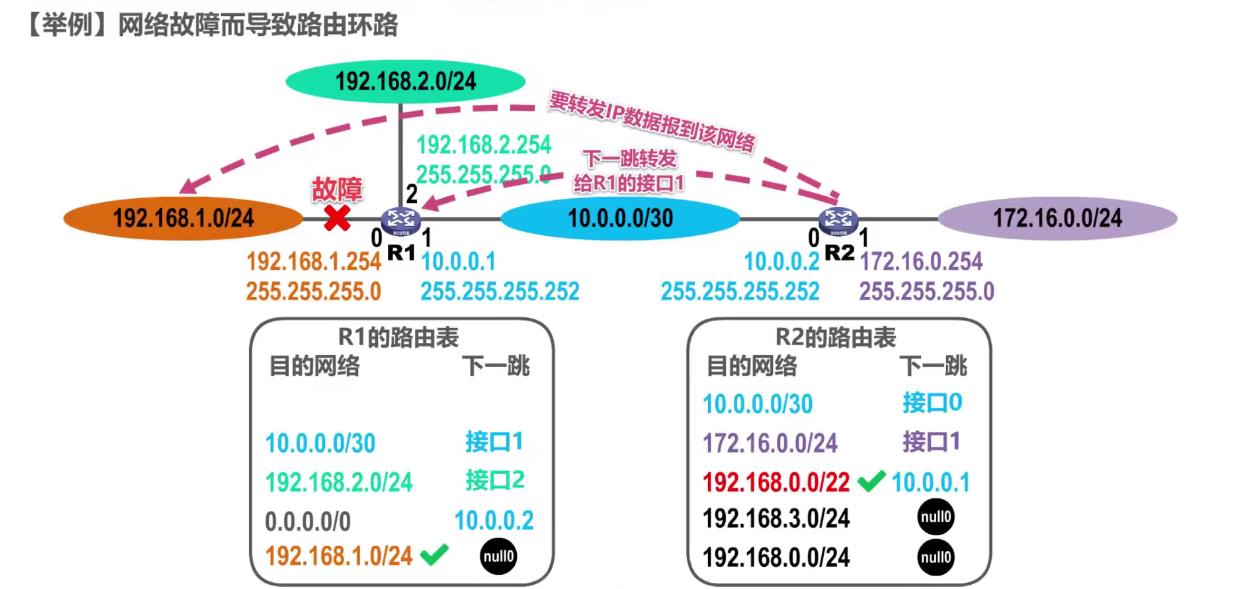 【举例】网络故障而导致路由环路
192.168.2.0/24
要转发IP数据报到该网络
192.168.2.254
255.255.255.0
下一跳转发
给R1的接口1
故障
2
192.168.1.0/24
10.0.0.0/30
172.16.0.0/24
ROUTER
ROUTER
0
R1
1
0
R2
1
192.168.1.254
255.255.255.0
10.0.0.1
255.255.255.252
10.0.0.2
255.255.255.252
172.16.0.254
255.255.255.0
R1的路由表
目的网络 下一跳
10.0.0.0/30 接口1
192.168.2.0/24 接口2
0.0.0.0/0 10.0.0.2
192.168.1.0/24 null0
R2的路由表
目的网络 下一跳
10.0.0.0/30 接口0
172.16.0.0/24 接口1
192.168.0.0/22 10.0.0.1
192.168.3.0/24 null0
192.168.0.0/24 null0